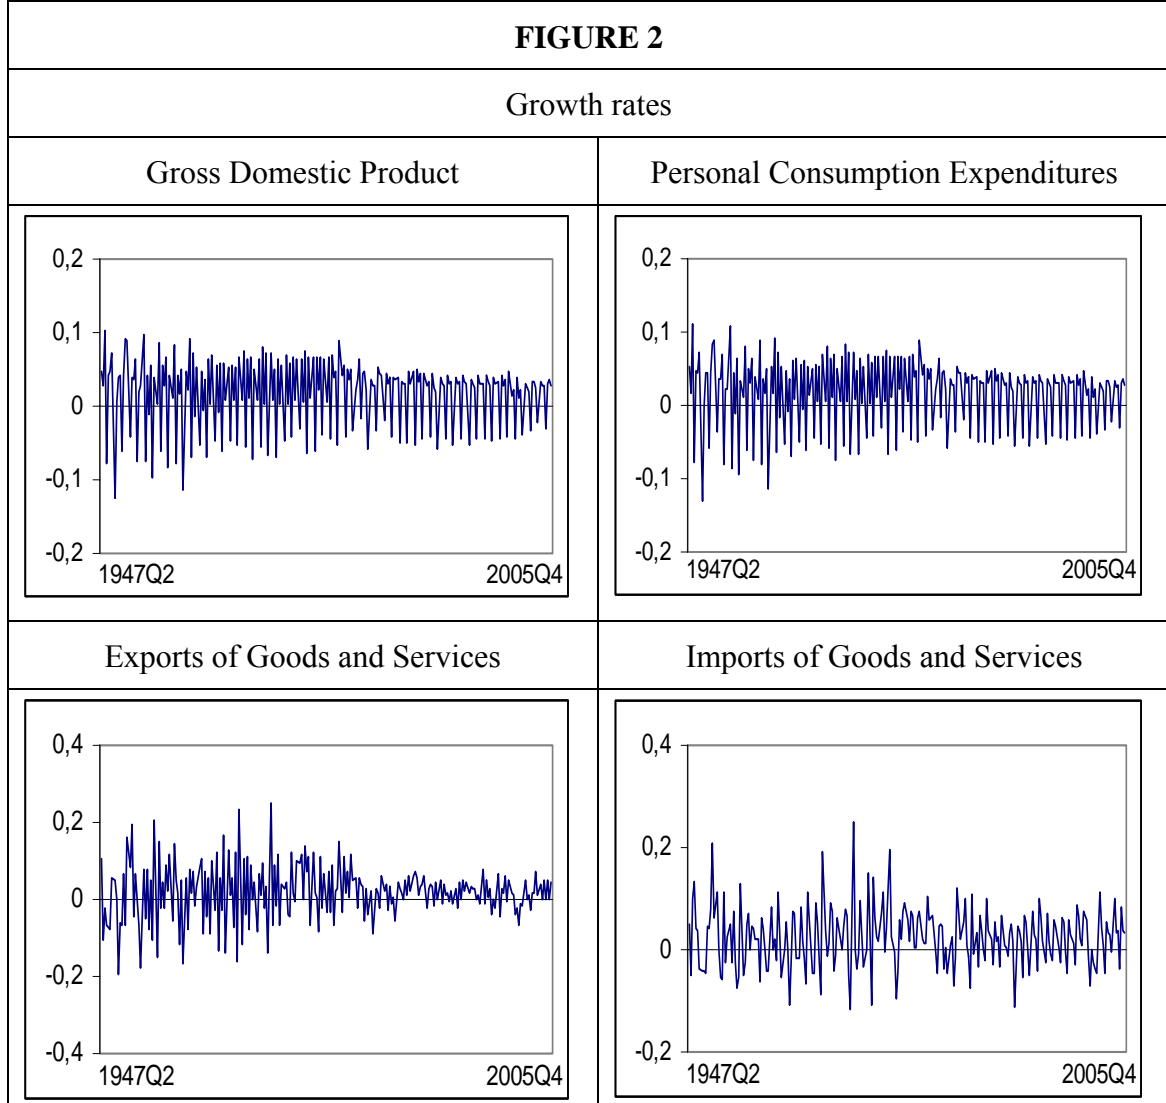 FIGURE 2
Growth rates
Gross Domestic Product
Personal Consumption Expenditures
0,2
0,1
0
-0,1
-0,2
1947Q2 2005Q4
0,2
0,1
0
-0,1
-0,2
1947Q2 2005Q4
Exports of Goods and Services
Imports of Goods and Services
0,4
0,2
0
-0,2
-0,4
1947Q2 2005Q4
0,4
0,2
0
-0,2
1947Q2 2005Q4